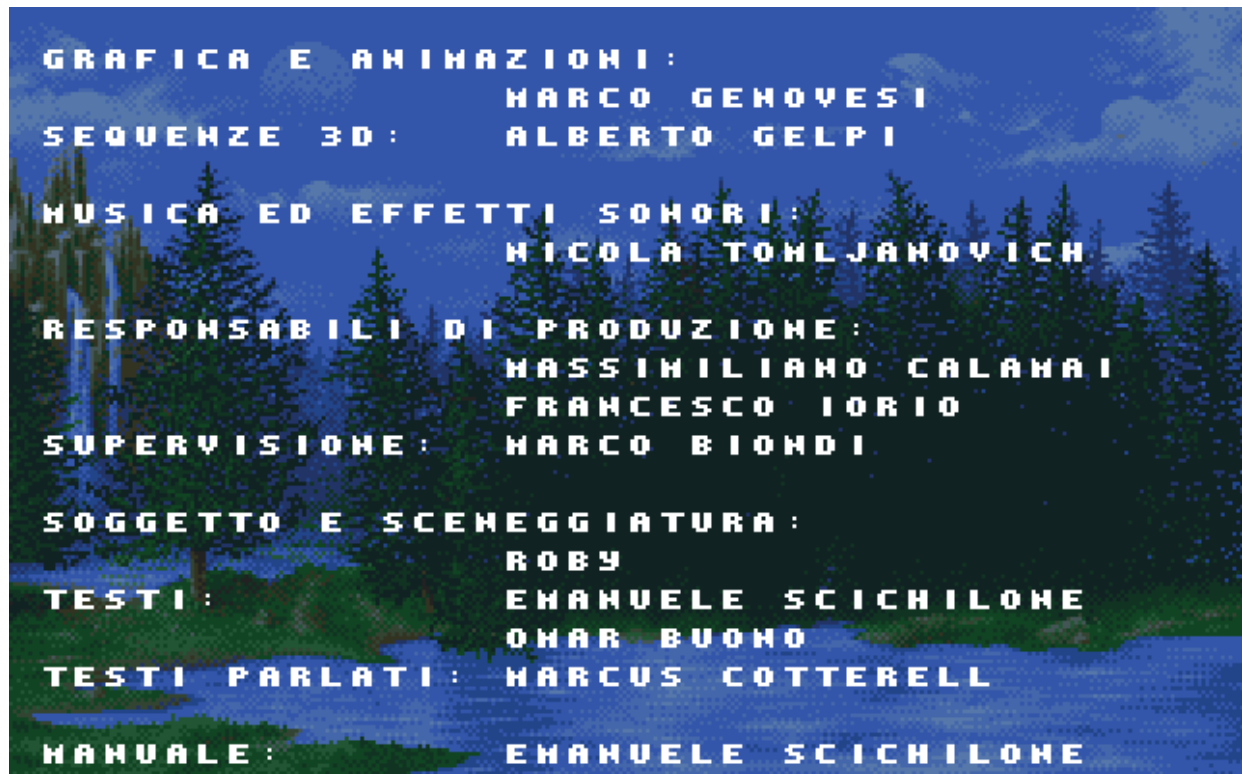 GRAFICA E ANIMAZIONI:
MARCO GENOVESI
SEQUENZE 3D: ALBERTO GELPI
MUSICA ED EFFETTI SONORI:
NICOLA TOMLJANOVICH
RESPONSABILI DI PRODUZIONE:
MASSIMILIANO CALAMAI
FRANCESCO IORIO
SUPERVISIONE: MARCO BIONDI
SOGGETTO E SCENEGGIATURA:
ROBY
TESTI: EMANUELE SCICHILONE
OMAR BUONO
TESTI PARLATI: MARCUS COTTERELL
MANUALE: EMANUELE SCICHILONE